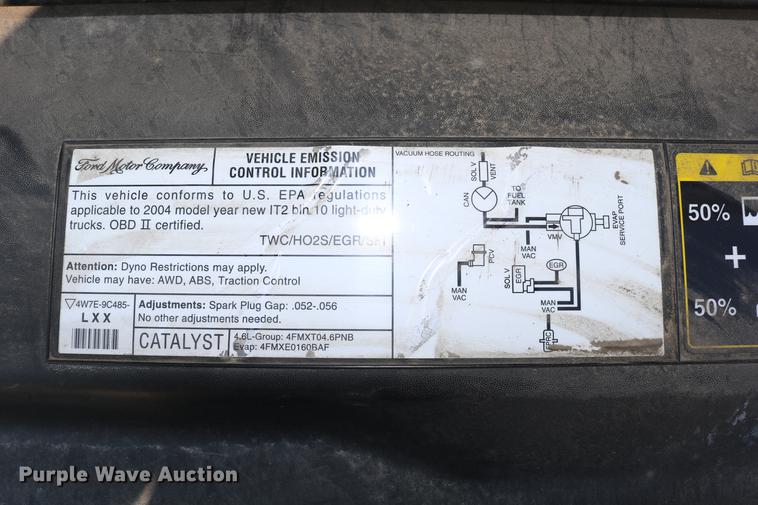 Ford Motor Company
VEHICLE EMISSION
CONTROL INFORMATION
This vehicle conforms to U.S. EPA regulations
applicable to 2004 model year new IT2 bin 10 light-duty
trucks. OBD II certified.
TWC/HO2S/EGR/SFI
Attention: Dyno Restrictions may apply.
Vehicle may have: AWD, ABS, Traction Control
4W7E-9C485-
LXX
Adjustments: Spark Plug Gap: .052-.056
No other adjustments needed.
CATALYST
4.6L-Group: 4FMXT04.6PNB
Evap: 4FMXE0160BAF
VACUUM HOSE ROUTING
SOL V
VENT
CAN
TO
FUEL
TANK
VMV
EVAP
SERVICE PORT
MAN
VAC
PCV
MAN
VAC
SOL V
EGR
EGR
MAN
VAC
FPRC
50%
+
50%
Purple Wave Auction